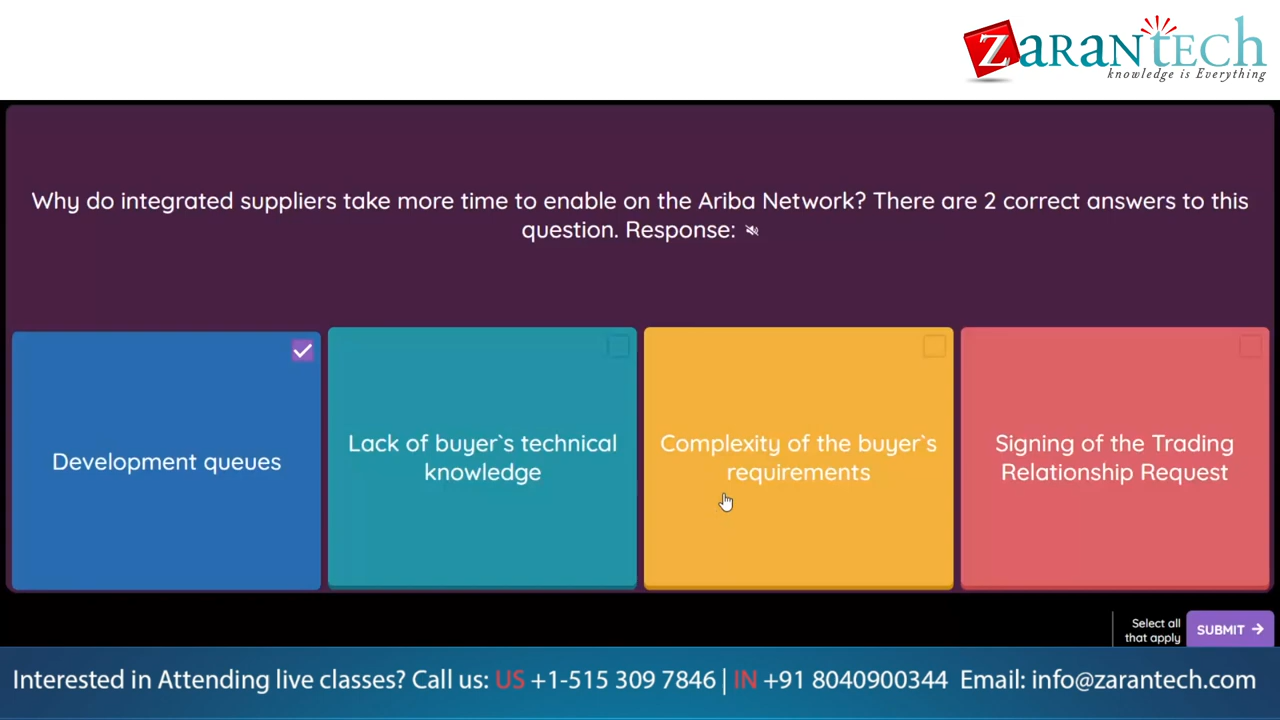 ZARANTECH
knowledge is Everything
Why do integrated suppliers take more time to enable on the Ariba Network? There are 2 correct answers to this
question. Response:
Development queues
Lack of buyer`s technical
knowledge
Complexity of the buyer`s
requirements
Signing of the Trading
Relationship Request
Select all
that apply
SUBMIT →
Interested in Attending live classes? Call us: US +1-515 309 7846 | IN +91 8040900344 Email: info@zarantech.com